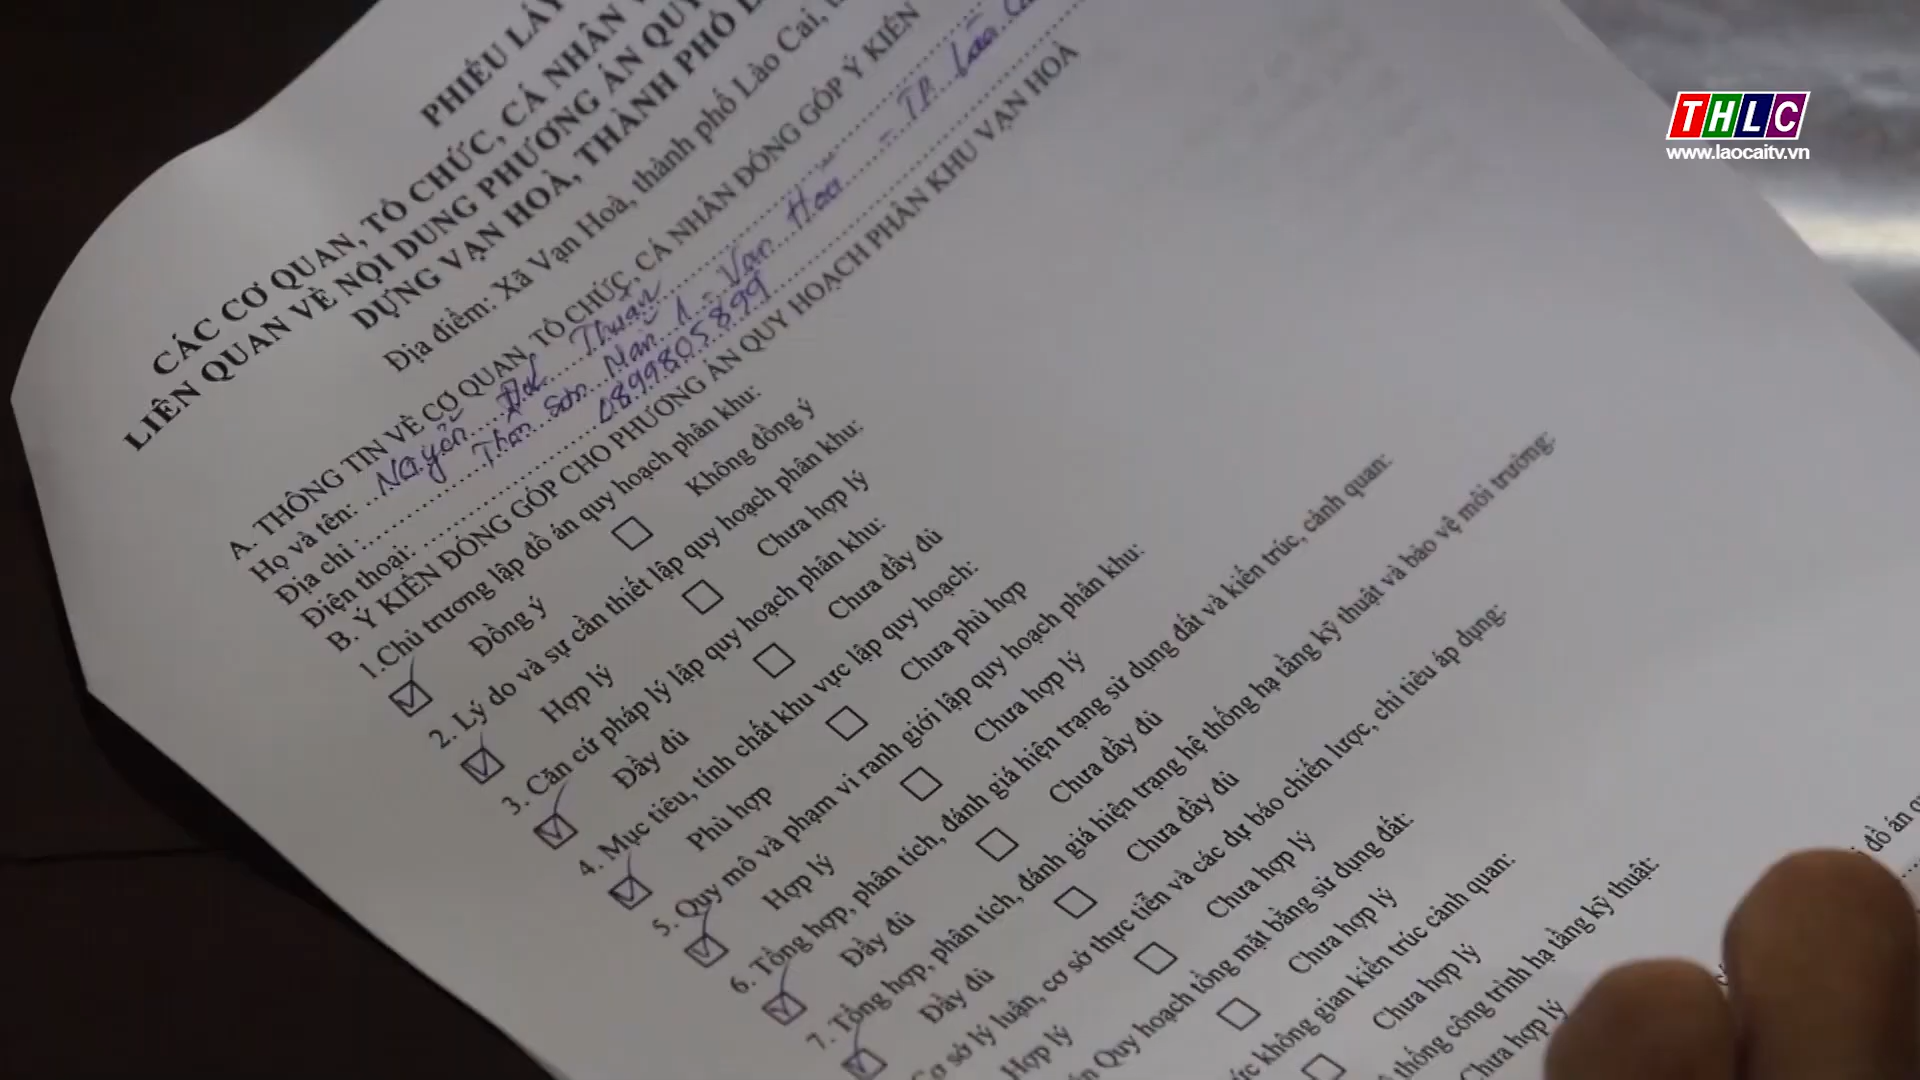 PHIẾU LẤY
CÁC CƠ QUAN, TỔ CHỨC, CÁ NHÂN
LIÊN QUAN VỀ NỘI DUNG PHƯƠNG ÁN QUY
DỰNG VẠN HOÀ, THÀNH PHỐ
Địa điểm: Xã Vạn Hoà, thành phố Lào Cai,
A. THÔNG TIN VỀ CƠ QUAN, TỔ CHỨC, CÁ NHÂN ĐÓNG GÓP Ý KIẾN
Họ và tên: Nguyễn Thuần
Địa chỉ: Thôn Sơn Mãn 1 - Vạn Hoà - TP. Lào
Điện thoại: 0899805899
B. Ý KIẾN ĐÓNG GÓP CHO PHƯƠNG ÁN QUY HOẠCH PHÂN KHU VẠN HOÀ
1.Chủ trương lập đồ án quy hoạch phân khu:
Đồng ý Không đồng ý
2. Lý do và sự cần thiết lập quy hoạch phân khu:
Hợp lý Chưa hợp lý
3. Căn cứ pháp lý lập quy hoạch phân khu:
Đầy đủ Chưa đầy đủ
4. Mục tiêu, tính chất khu vực lập quy hoạch:
Phù hợp Chưa phù hợp
5. Quy mô và phạm vi ranh giới lập quy hoạch phân khu:
Hợp lý Chưa hợp lý
6. Tổng hợp, phân tích, đánh giá hiện trạng sử dụng đất và kiến trúc, cảnh quan:
Đầy đủ Chưa đầy đủ
7. Tổng hợp, phân tích, đánh giá hiện trạng hệ thống hạ tầng kỹ thuật và bảo vệ môi trường:
Đầy đủ Chưa đầy đủ
sở lý luận, cơ sở thực tiễn và các dự báo chiến lược, chỉ tiêu áp dụng:
Hợp lý Chưa hợp lý
Quy hoạch tổng mặt bằng sử dụng đất:
Chưa hợp lý
không gian kiến trúc cảnh quan:
Chưa hợp lý
thống công trình hạ tầng kỹ thuật:
Chưa hợp lý
đồ án
THLC
www.laocaitv.vn